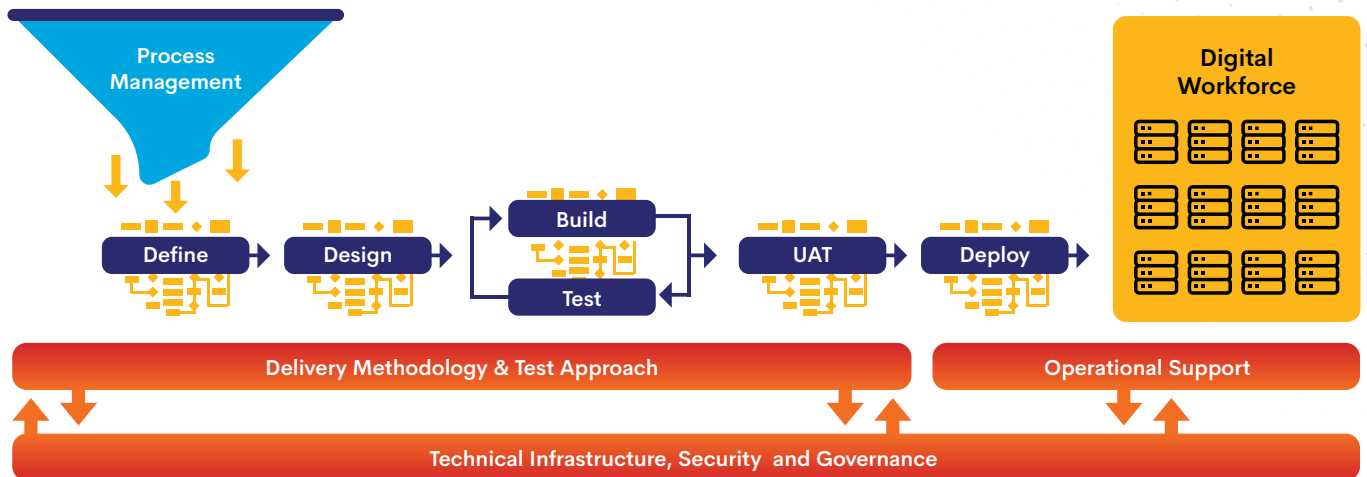 Process
Management
Digital
Workforce
Define
Design
Build
Test
UAT
Deploy
Delivery Methodology & Test Approach
Operational Support
Technical Infrastructure, Security and Governance